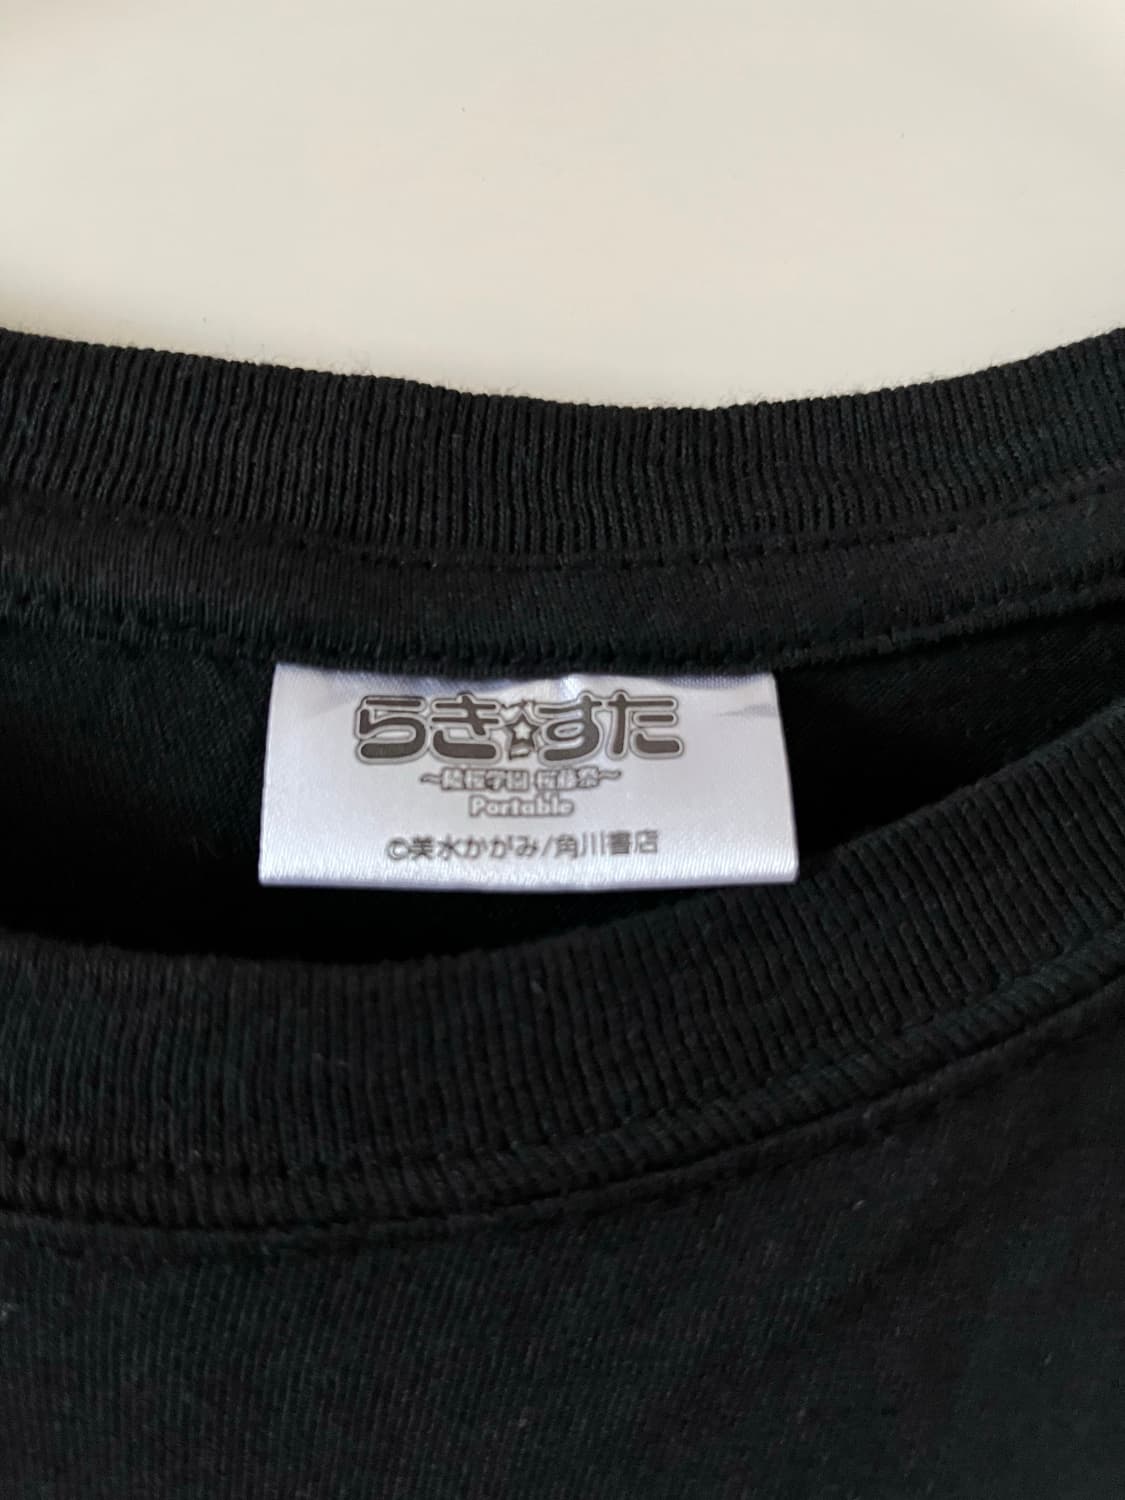 らき☆すた
～陵桜学園 桜藤祭～
Portable
©美水かがみ/角川書店